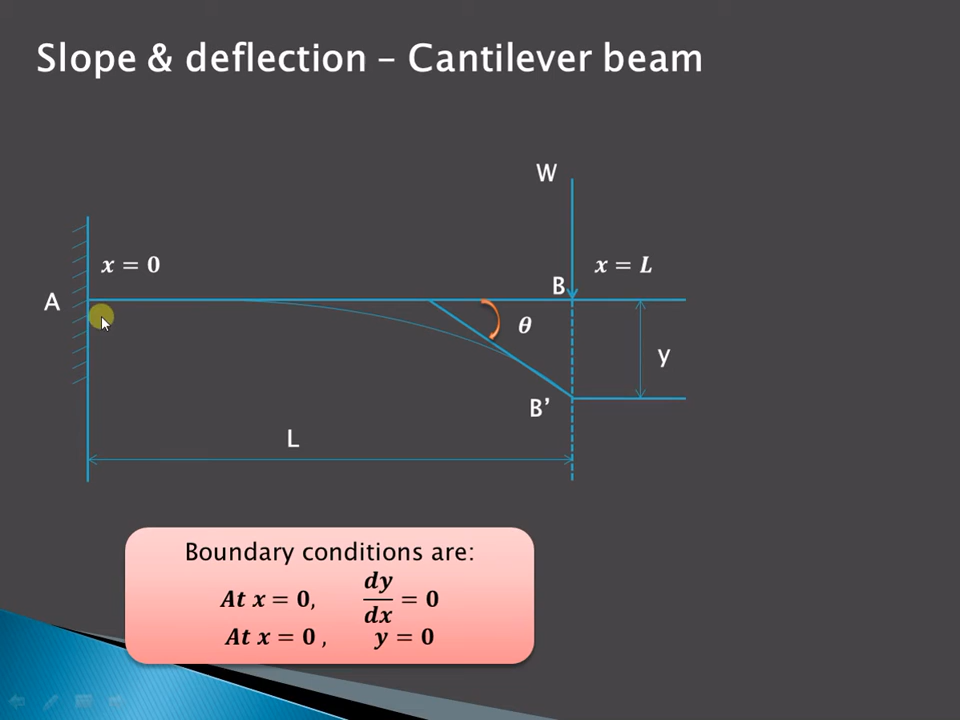 Slope & deflection – Cantilever beam
W
x = 0
x = L
B
A
θ
y
B’
L
Boundary conditions are:
At x = 0, dy/dx = 0
At x = 0 , y = 0